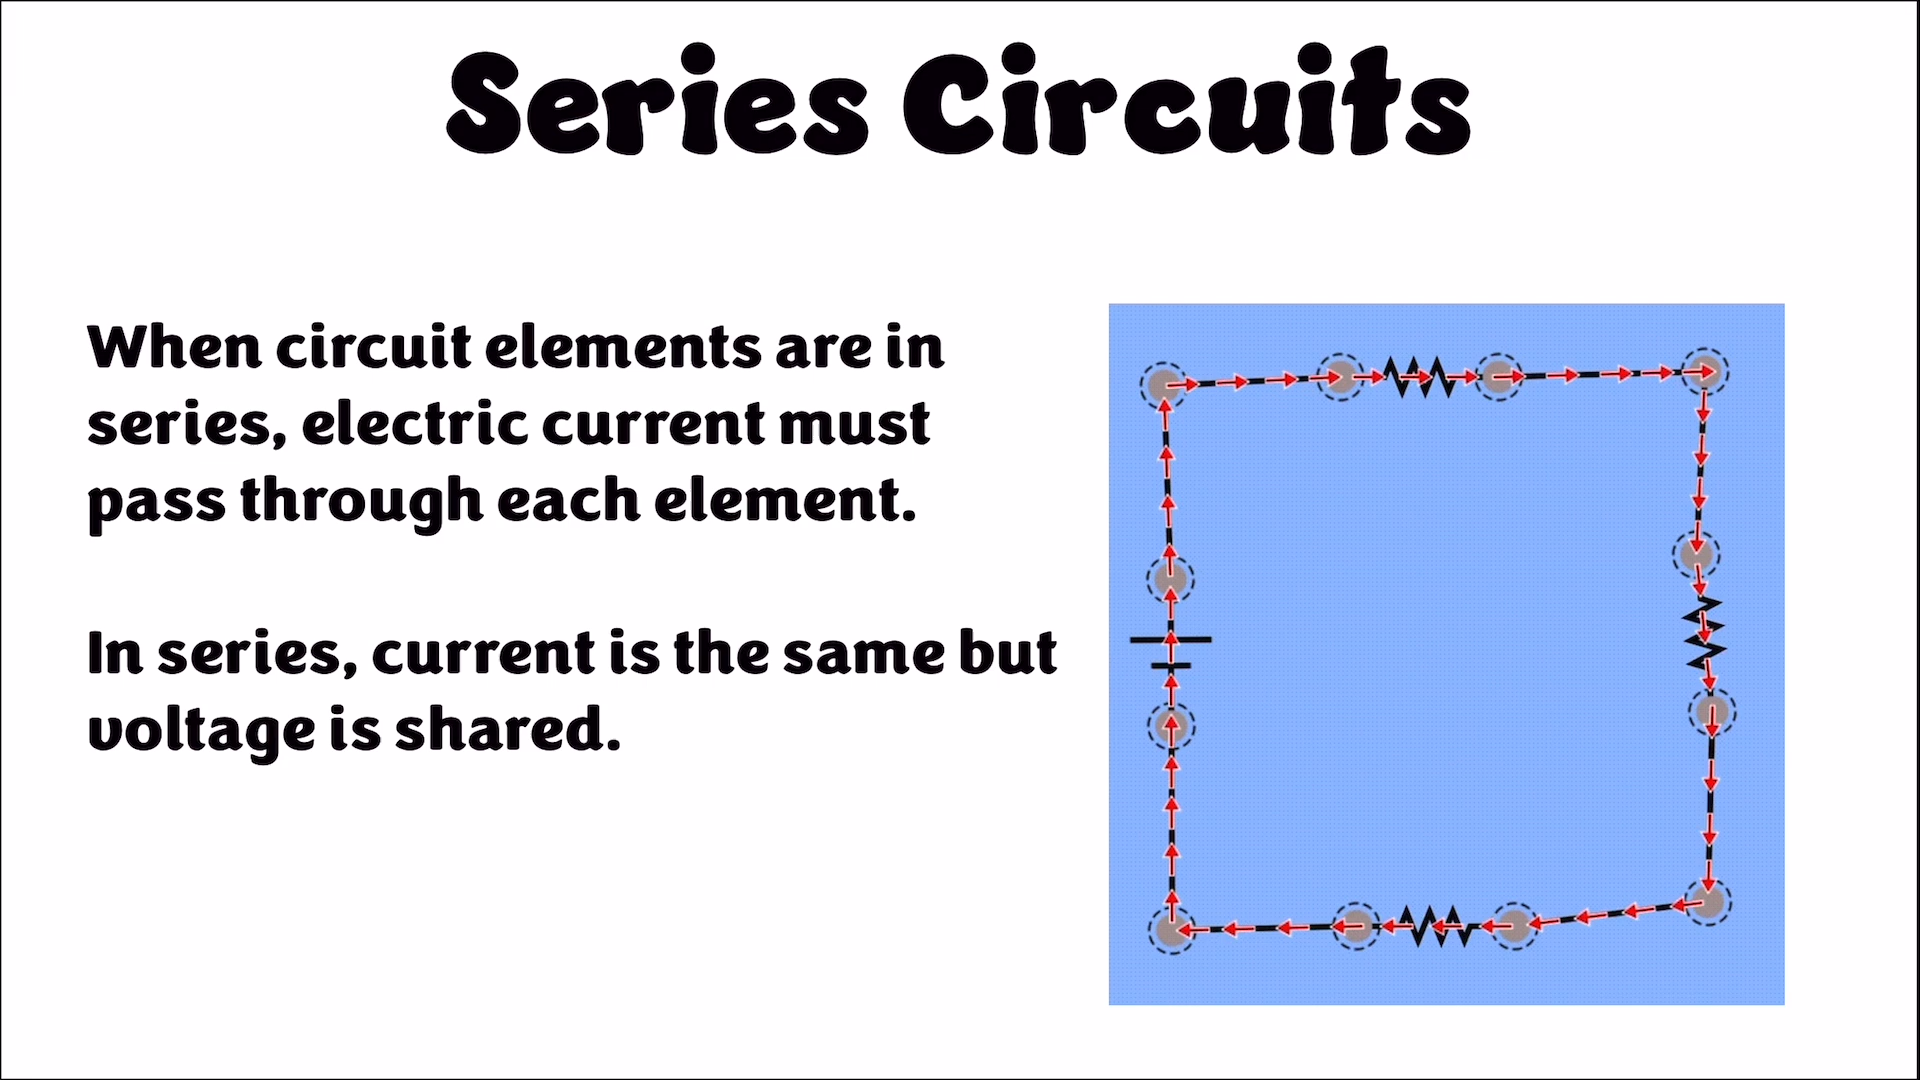 Series Circuits
When circuit elements are in
series, electric current must
pass through each element.
In series, current is the same but
voltage is shared.